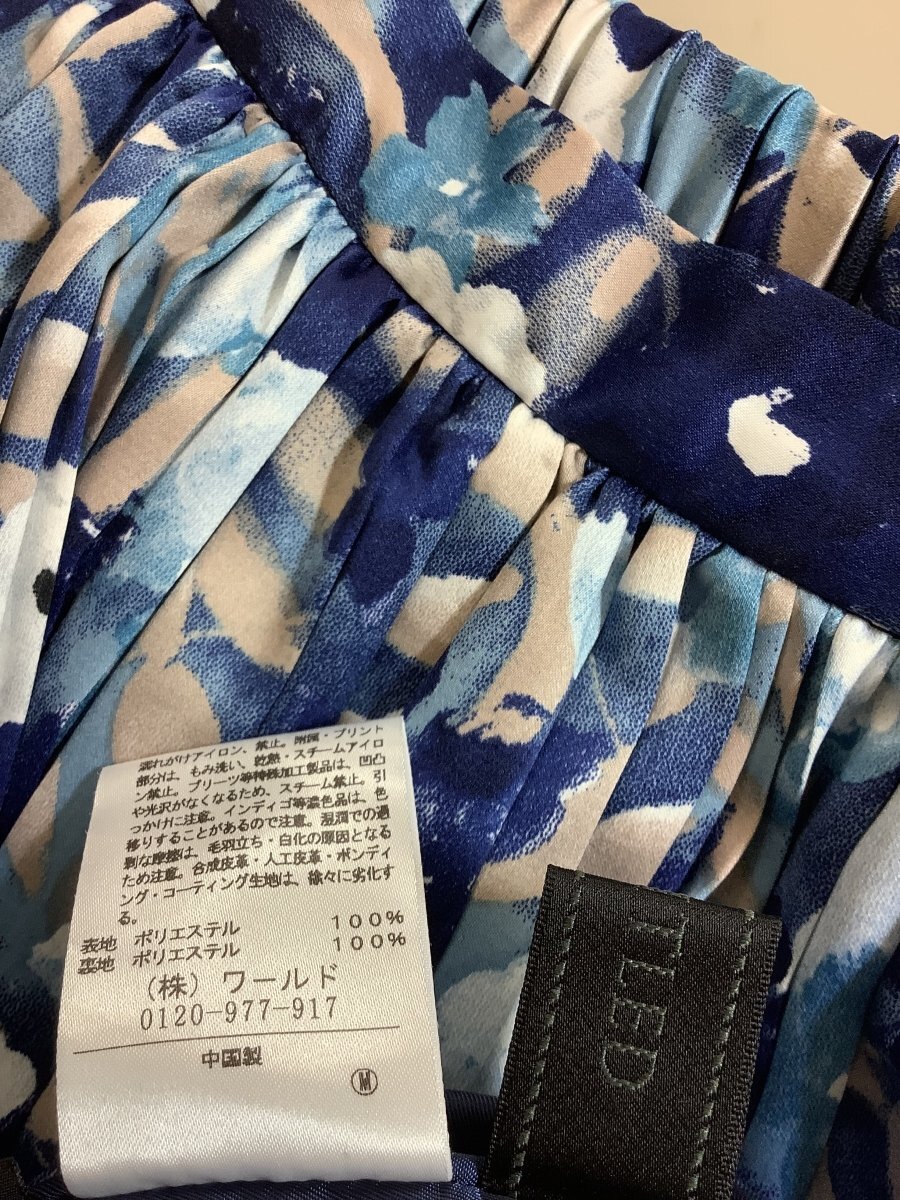 濡れがけアイロン、禁止。附属・プリント
部分は、もみ洗い、乾熱・スチームアイロ
ン禁止。プリーツ等特殊加工製品は、凹凸
や光沢がなくなるため、スチーム禁止。引
っかけに注意。インディゴ等濃色品は、色
移りすることがあるので注意。湿潤での過
剰な摩擦は、毛羽立ち・白化の原因となる
ため注意。合成皮革・人工皮革・ボンディ
ング・コーティング生地は、徐々に劣化す
る。
表地 ポリエステル 100%
裏地 ポリエステル 100%
(株) ワールド
0120-977-917
中国製
M
TLED